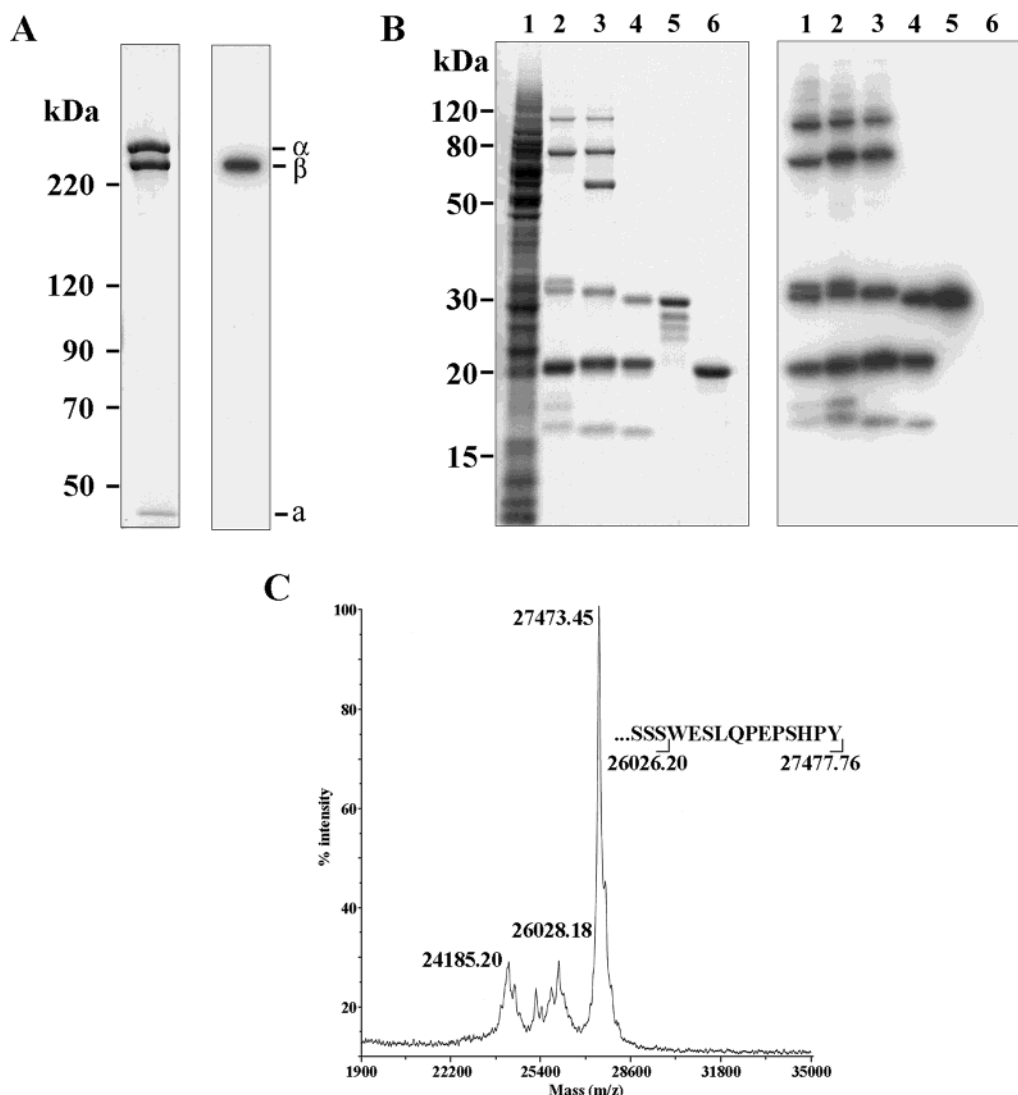 A
kDa
220
120
90
70
50
α
β
a
B
1 2 3 4 5 6
kDa
120
80
50
30
20
15
1 2 3 4 5 6
C
100
80
60
40
20
% intensity
27473.45
...SSSWESLQPEPSHPY
26026.20 27477.76
26028.18
24185.20
1900 22200 25400 28600 31800 35000
Mass (m/z)